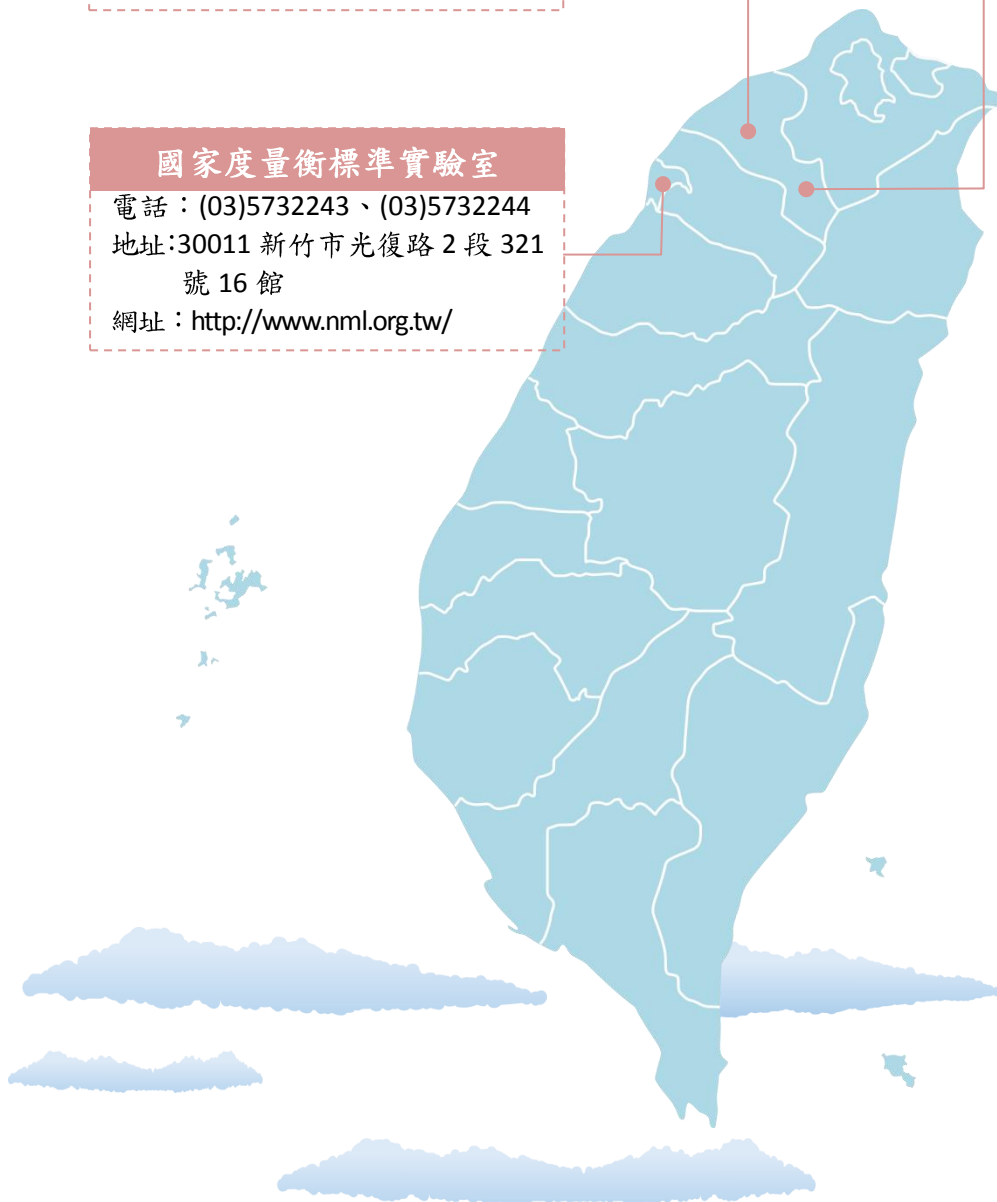 國家度量衡標準實驗室
電話：(03)5732243、(03)5732244
地址:30011 新竹市光復路 2 段 321
號 16 館
網址：http://www.nml.org.tw/